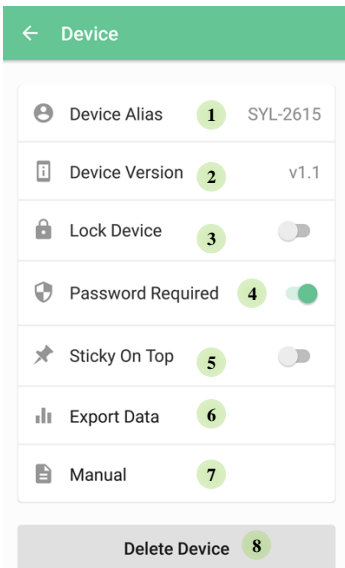 Device
Device Alias 1 SYL-2615
Device Version 2 v1.1
Lock Device 3
Password Required 4
Sticky On Top 5
Export Data 6
Manual 7
Delete Device 8